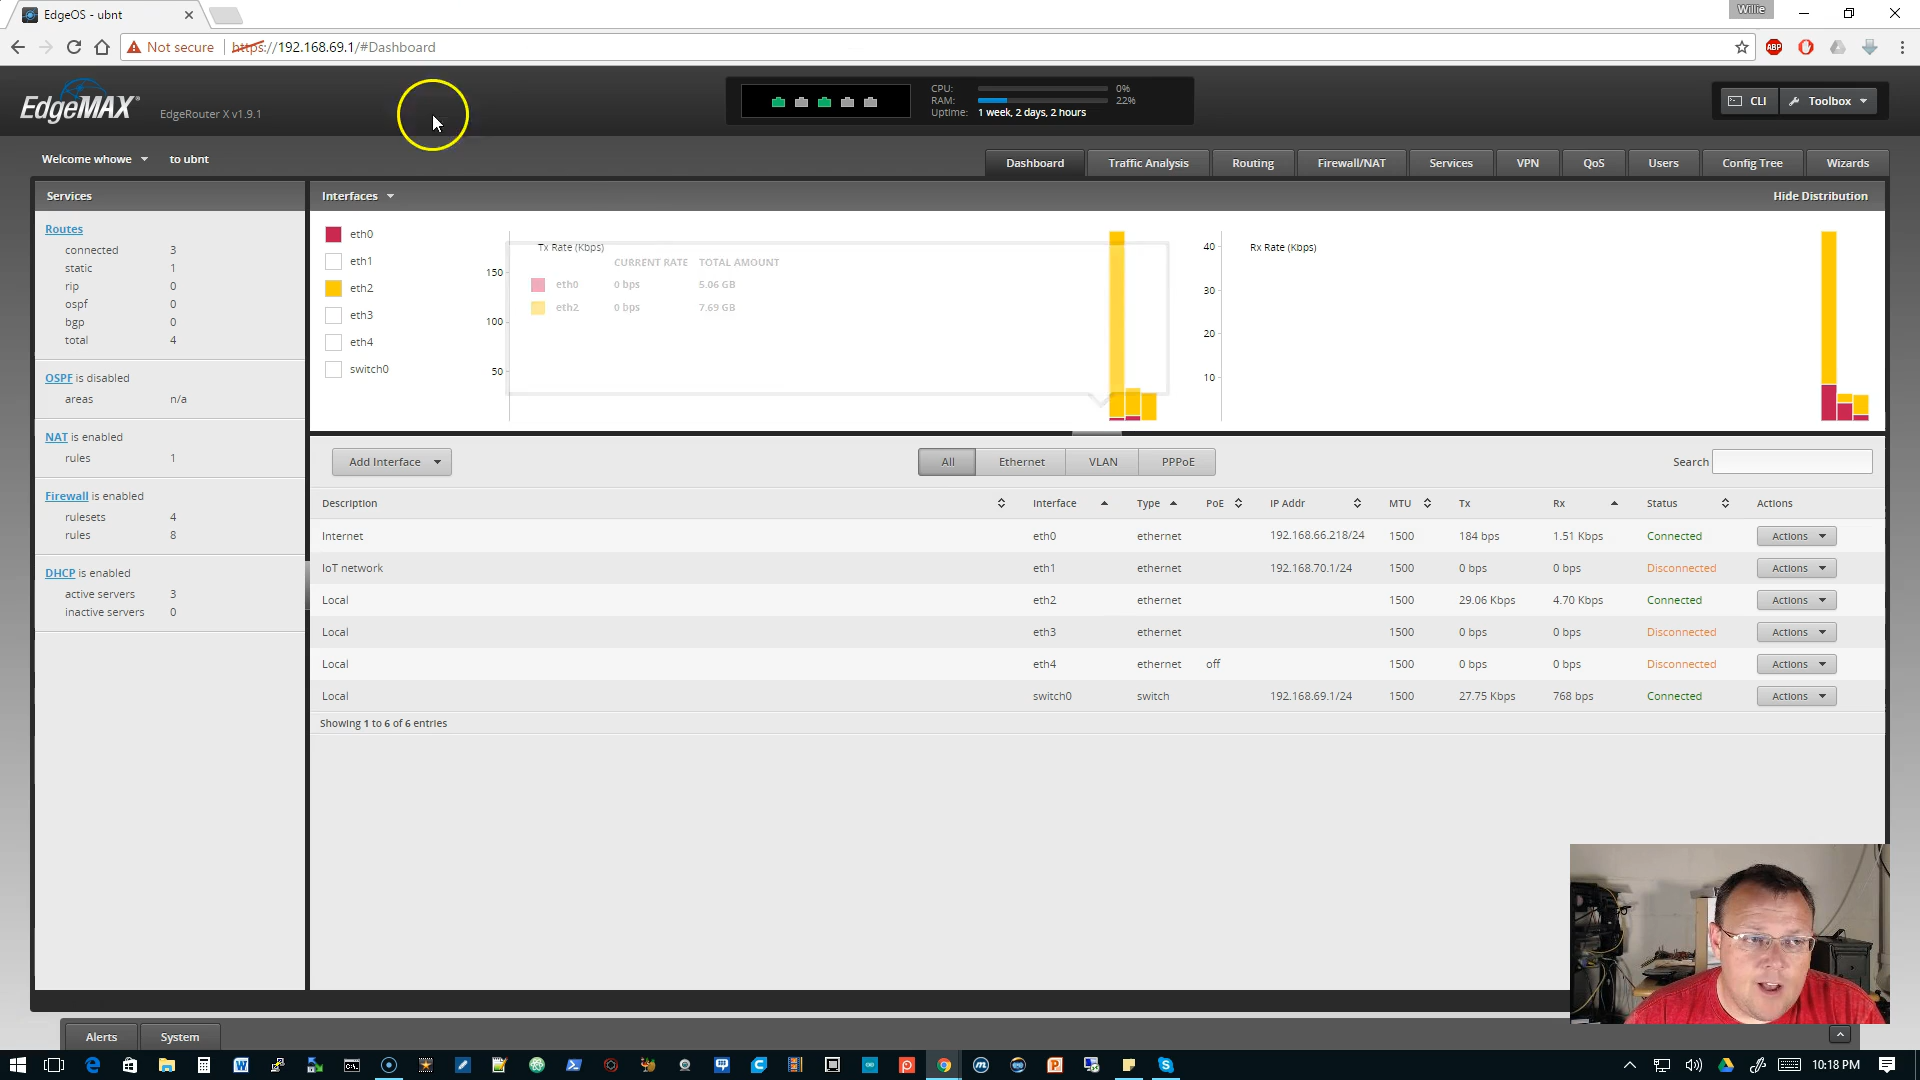 EdgeOS - ubnt
Willie
Not secure
https://192.168.69.1/#Dashboard
ABP
EdgeMAX
EdgeRouter X v1.9.1
CPU: 0%
RAM: 22%
Uptime: 1 week, 2 days, 2 hours
CLI
Toolbox
Welcome whowe
to ubnt
Dashboard
Traffic Analysis
Routing
Firewall/NAT
Services
VPN
QoS
Users
Config Tree
Wizards
Services
Routes
connected 3
static 1
rip 0
ospf 0
bgp 0
total 4
OSPF is disabled
areas n/a
NAT is enabled
rules 1
Firewall is enabled
rulesets 4
rules 8
DHCP is enabled
active servers 3
inactive servers 0
Interfaces
Hide Distribution
eth0
eth1
eth2
eth3
eth4
switch0
Tx Rate (Kbps)
CURRENT RATE TOTAL AMOUNT
eth0 0 bps 5.06 GB
eth2 0 bps 7.69 GB
150
100
50
Rx Rate (Kbps)
40
30
20
10
Add Interface
All
Ethernet
VLAN
PPPoE
Search
Description Interface Type PoE IP Addr MTU Tx Rx Status Actions
Internet eth0 ethernet 192.168.66.218/24 1500 184 bps 1.51 Kbps Connected Actions
IoT network eth1 ethernet 192.168.70.1/24 1500 0 bps 0 bps Disconnected Actions
Local eth2 ethernet 1500 29.06 Kbps 4.70 Kbps Connected Actions
Local eth3 ethernet 1500 0 bps 0 bps Disconnected Actions
Local eth4 ethernet off 1500 0 bps 0 bps Disconnected Actions
Local switch0 switch 192.168.69.1/24 1500 27.75 Kbps 768 bps Connected Actions
Showing 1 to 6 of 6 entries
Alerts
System
10:18 PM